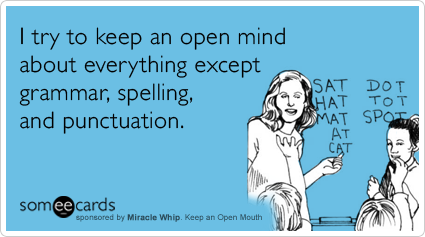 I try to keep an open mind
about everything except
grammar, spelling,
and punctuation.
SAT DOT
HAT TOT
MAT SPOT
AT
CAT
someecards
sponsored by Miracle Whip. Keep an Open Mouth